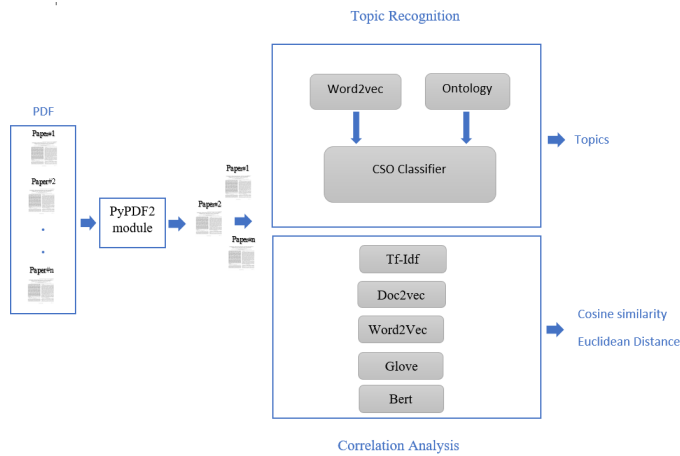 Topic Recognition
Word2vec
Ontology
CSO Classifier
Topics
PDF
Paper#1
Paper#2
Paper#n
PyPDF2
module
Paper#1
Paper#2
Paper#n
Tf-Idf
Doc2vec
Word2Vec
Glove
Bert
Cosine similarity
Euclidean Distance
Correlation Analysis